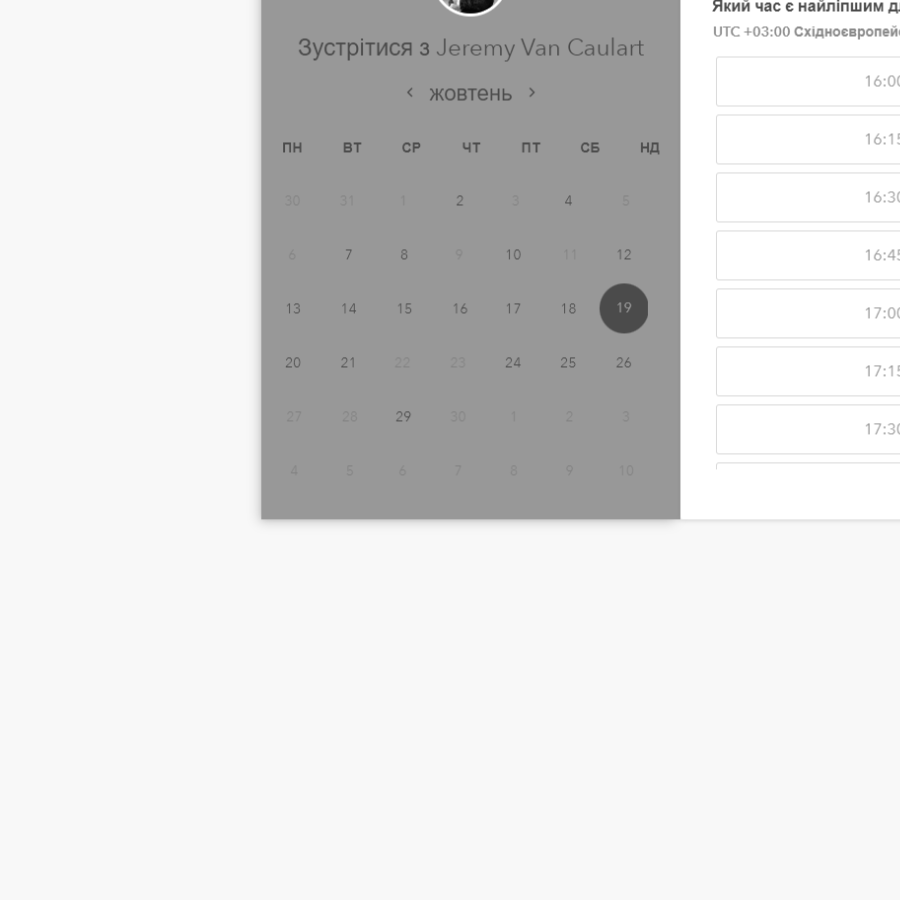 Зустрітися з Jeremy Van Caulart
‹ жовтень ›
ПН ВТ СР ЧТ ПТ СБ НД
30 31 1 2 3 4 5
6 7 8 9 10 11 12
13 14 15 16 17 18 19
20 21 22 23 24 25 26
27 28 29 30 1 2 3
4 5 6 7 8 9 10
Який час є найліпшим
UTC +03:00
16:00
16:15
16:30
16:45
17:00
17:15
17:30